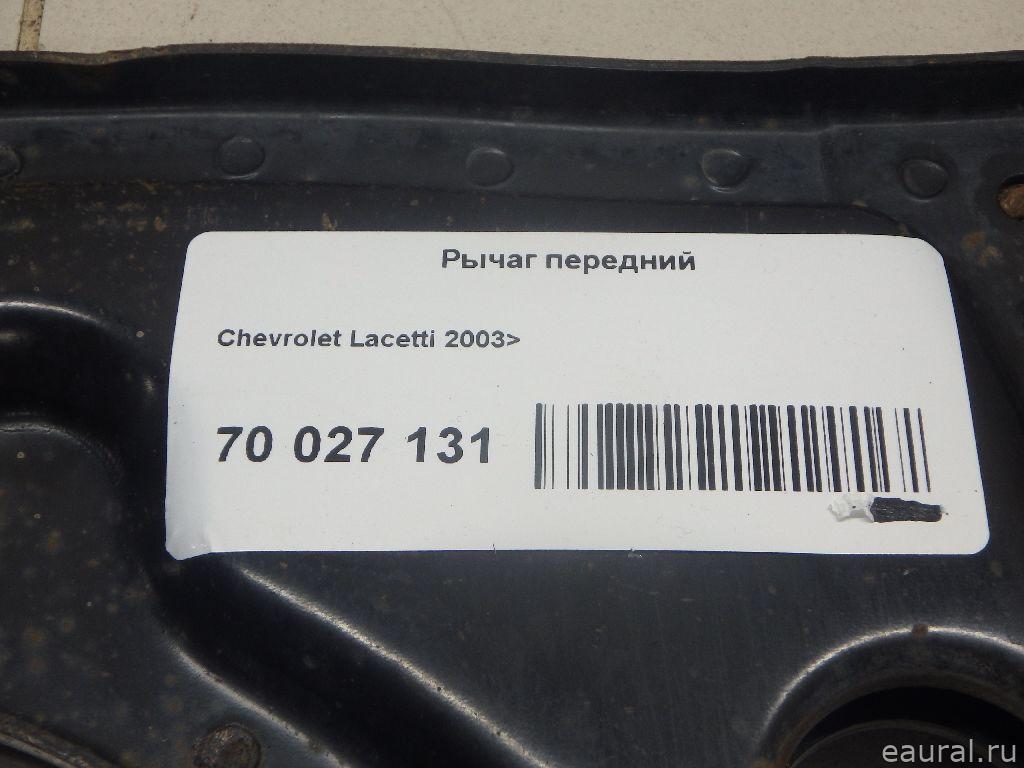 Рычаг передний
Chevrolet Lacetti 2003>
70 027 131
eaural.ru